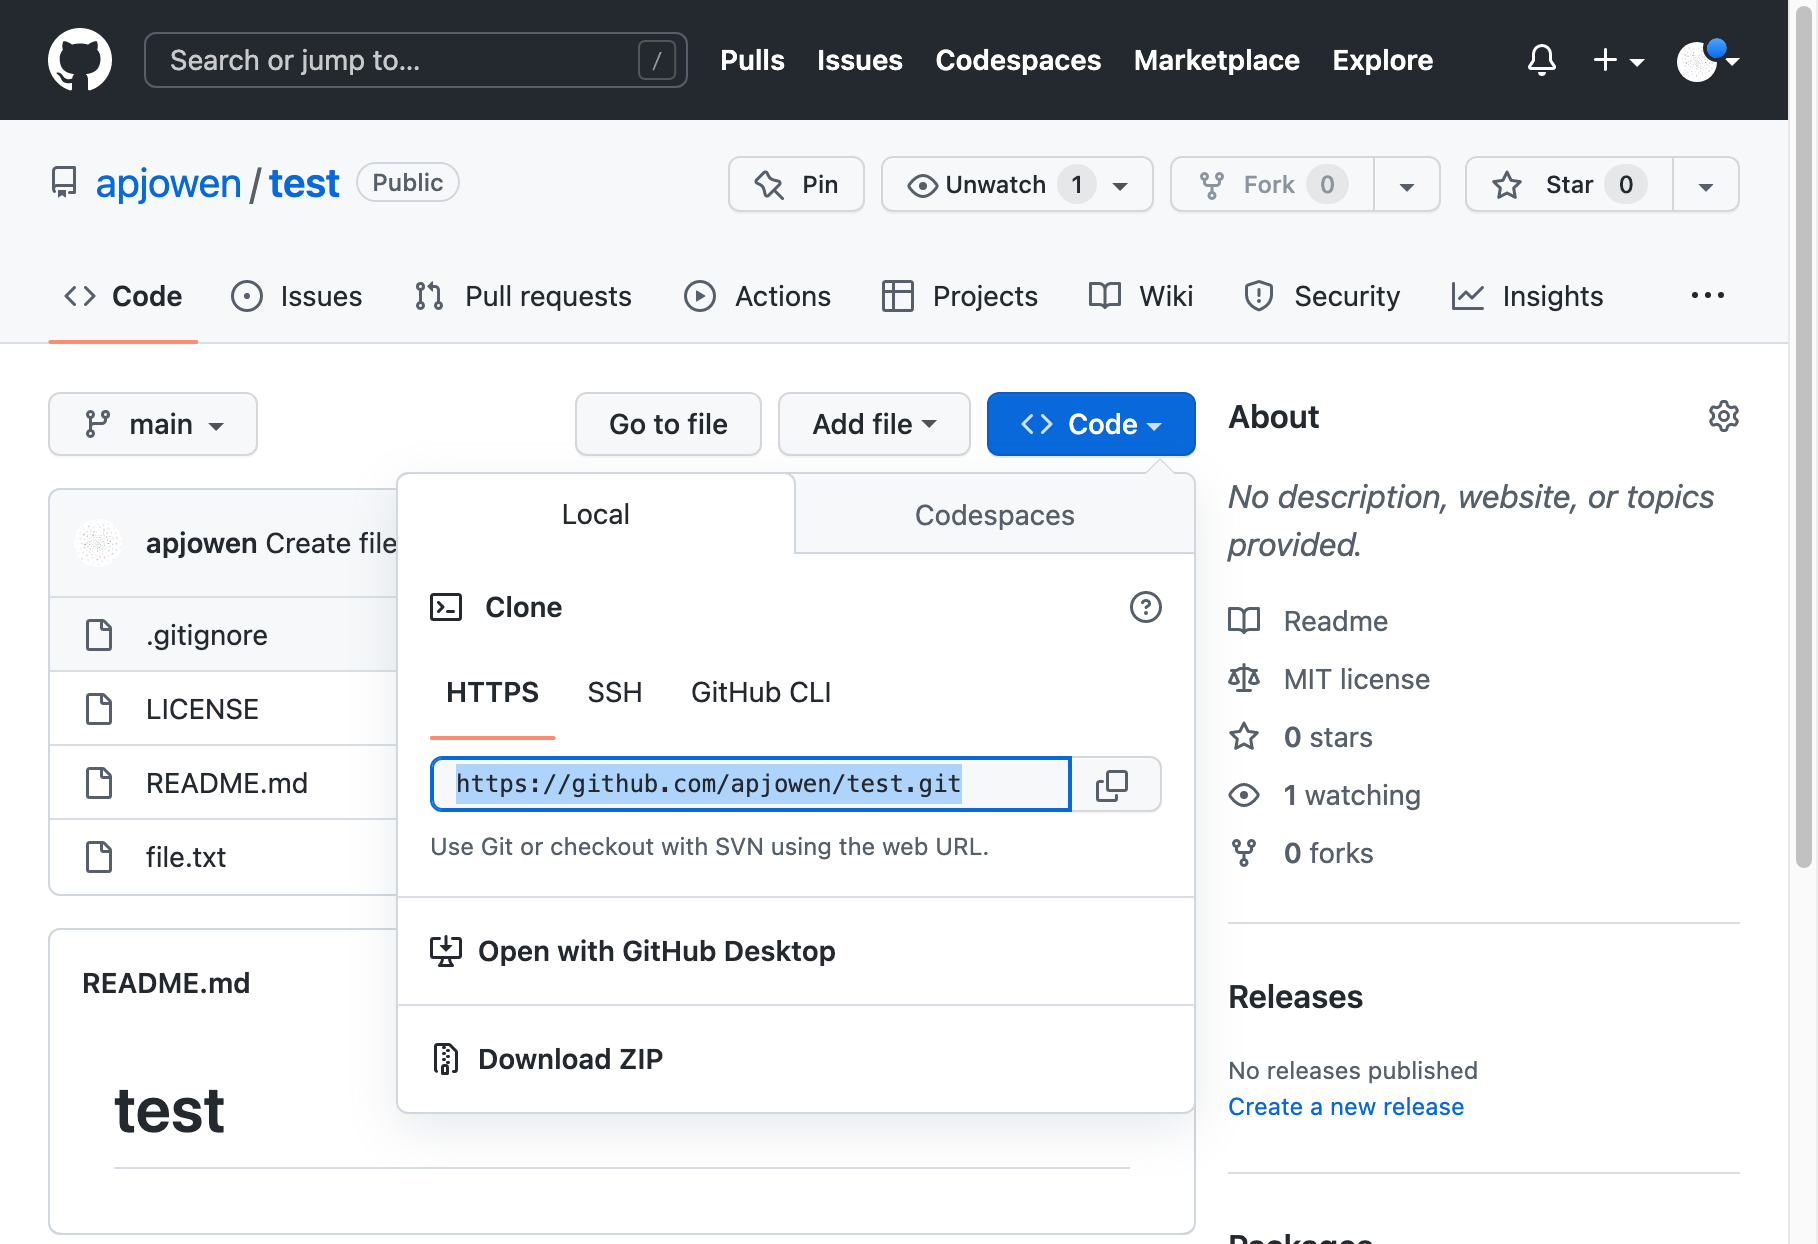 Search or jump to... /
Pulls Issues Codespaces Marketplace Explore
apjowen / test Public
Pin
Unwatch 1
Fork 0
Star 0
Code Issues Pull requests Actions Projects Wiki Security Insights
main
Go to file
Add file
Code
About
No description, website, or topics
provided.
Readme
MIT license
0 stars
1 watching
0 forks
Releases
No releases published
Create a new release
Packages
apjowen Create file
.gitignore
LICENSE
README.md
file.txt
Local Codespaces
Clone
HTTPS SSH GitHub CLI
https://github.com/apjowen/test.git
Use Git or checkout with SVN using the web URL.
Open with GitHub Desktop
Download ZIP
README.md
test